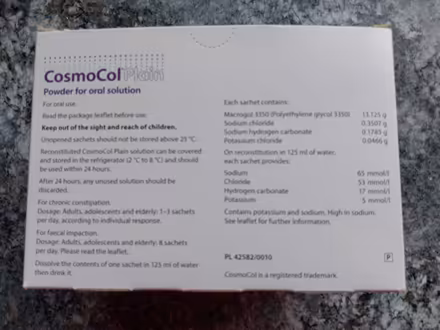 CosmoCol Plain
Powder for oral solution
For oral use.
Read the package leaflet before use.
Keep out of the sight and reach of children.
Unopened sachets should not be stored above 25 °C.
Reconstituted CosmoCol Plain solution can be covered
and stored in the refrigerator (2 °C to 8 °C) and should
be used within 24 hours.
After 24 hours, any unused solution should be
discarded.
For chronic constipation.
Dosage: Adults, adolescents and elderly: 1-3 sachets
per day, according to individual response.
For faecal impaction.
Dosage: Adults, adolescents and elderly: 8 sachets
per day. Please read the leaflet.
Dissolve the contents of one sachet in 125 ml of water
then drink it.
Each sachet contains:
Macrogol 3350 (Polyethylene glycol 3350) 13.125 g
Sodium chloride 0.3507 g
Sodium hydrogen carbonate 0.1785 g
Potassium chloride 0.0466 g
On reconstitution in 125 ml of water,
each sachet provides:
Sodium 65 mmol/l
Chloride 53 mmol/l
Hydrogen carbonate 17 mmol/l
Potassium 5 mmol/l
Contains potassium and sodium. High in sodium.
See leaflet for further information.
PL 42582/0010
P
CosmoCol is a registered trademark.